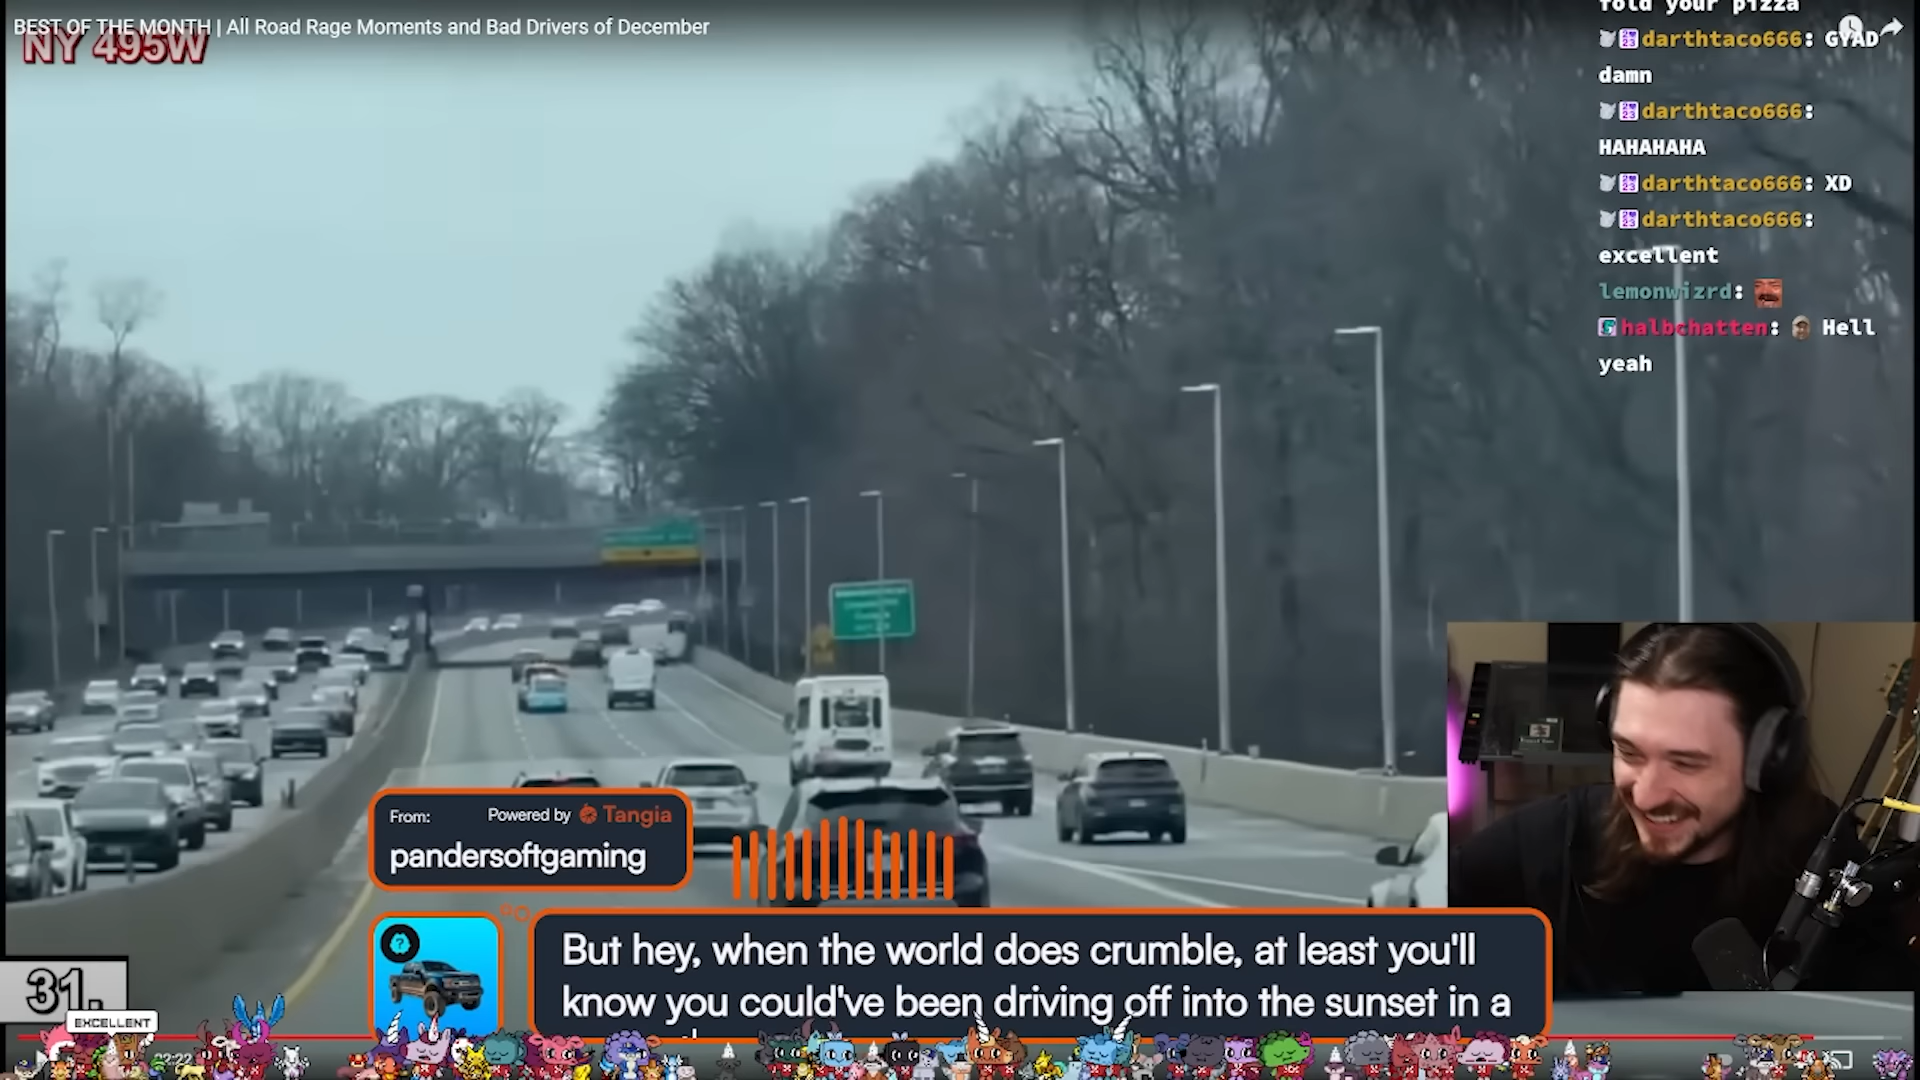 BEST OF THE MONTH | All Road Rage Moments and Bad Drivers of December
NY 495W
fold your pizza
darthtaco666: GYAD
damn
darthtaco666:
HAHAHAHA
darthtaco666: XD
darthtaco666:
excellent
lemonwizrd:
halbchatten: Hell
yeah
From:
Powered by Tangia
pandersoftgaming
But hey, when the world does crumble, at least you'll
know you could've been driving off into the sunset in a
31.
EXCELLENT
02:22